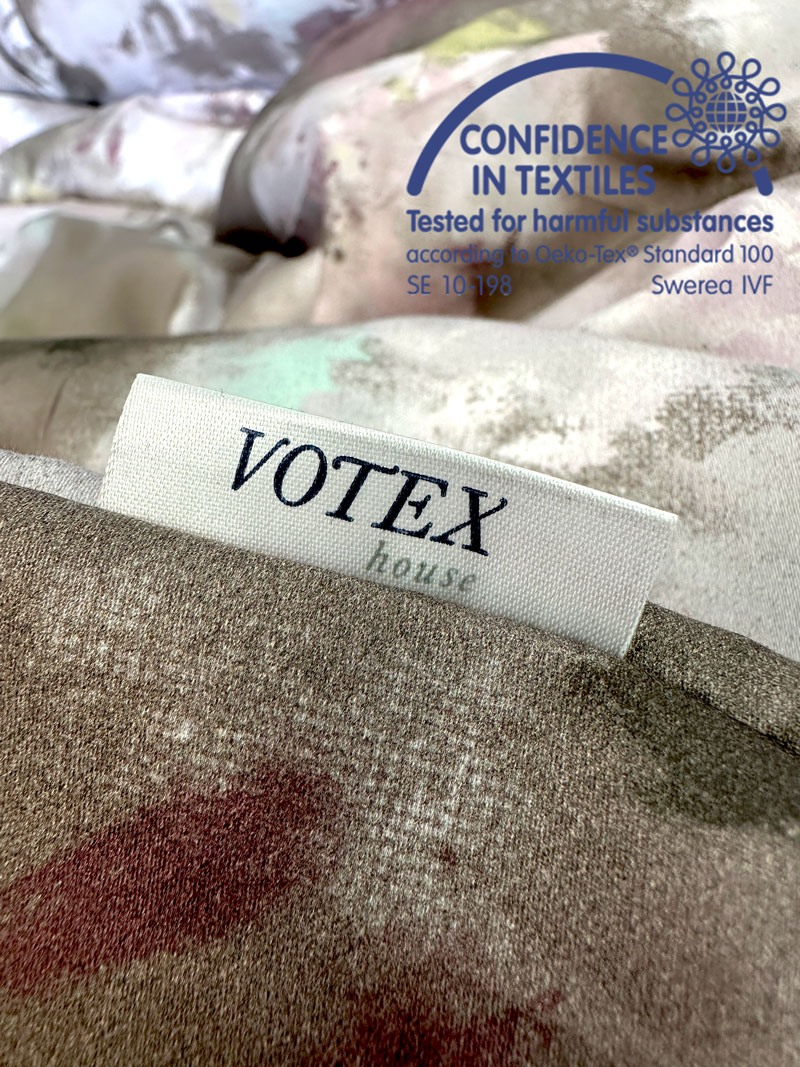 CONFIDENCE
IN TEXTILES
Tested for harmful substances
according to Oeko-Tex® Standard 100
SE 10-198 Swerea IVF
VOTEX
house